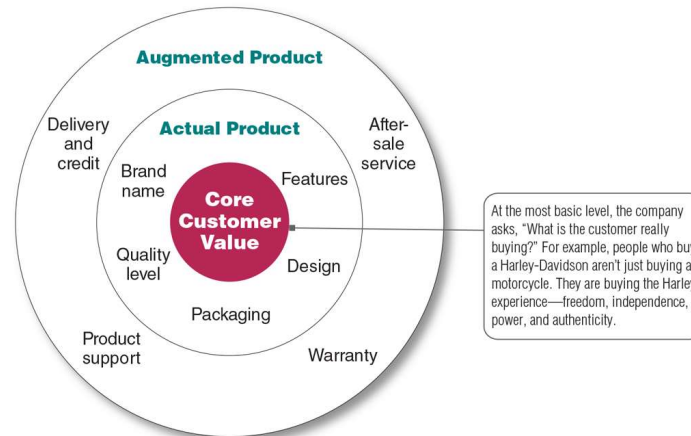 Augmented Product
Delivery
and
credit
Actual Product
After-
sale
service
Brand
name
Features
Core
Customer
Value
Quality
level
Design
Packaging
Product
support
Warranty
At the most basic level, the company
asks, “What is the customer really
buying?” For example, people who buy
a Harley-Davidson aren’t just buying a
motorcycle. They are buying the Harley
experience—freedom, independence,
power, and authenticity.